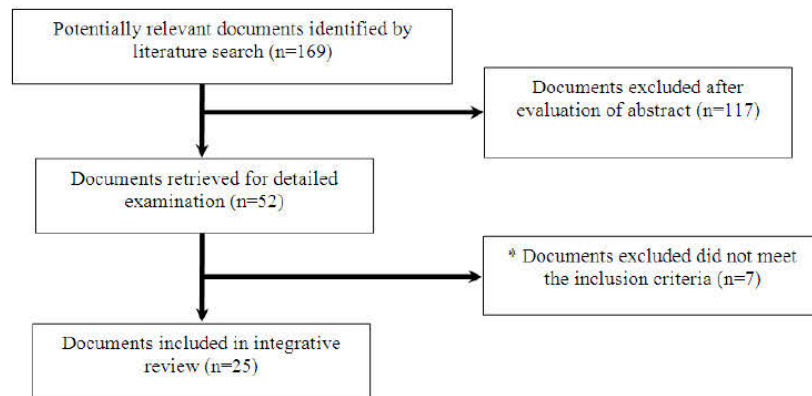 Potentially relevant documents identified by
literature search (n=169)
Documents excluded after
evaluation of abstract (n=117)
Documents retrieved for detailed
examination (n=52)
* Documents excluded did not meet
the inclusion criteria (n=7)
Documents included in integrative
review (n=25)